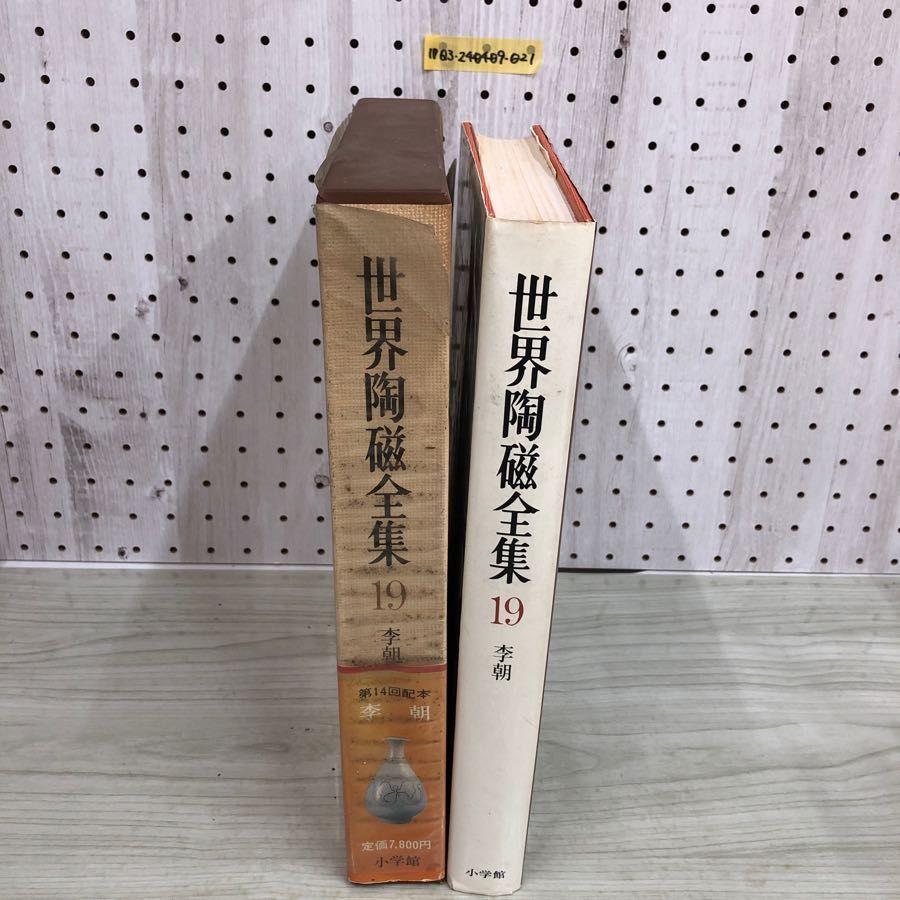 1103-240409-027
世界陶磁全集
19
李朝
第14回配本
李朝
定価7,800円
小学館
世界陶磁全集
19
李朝
小学館